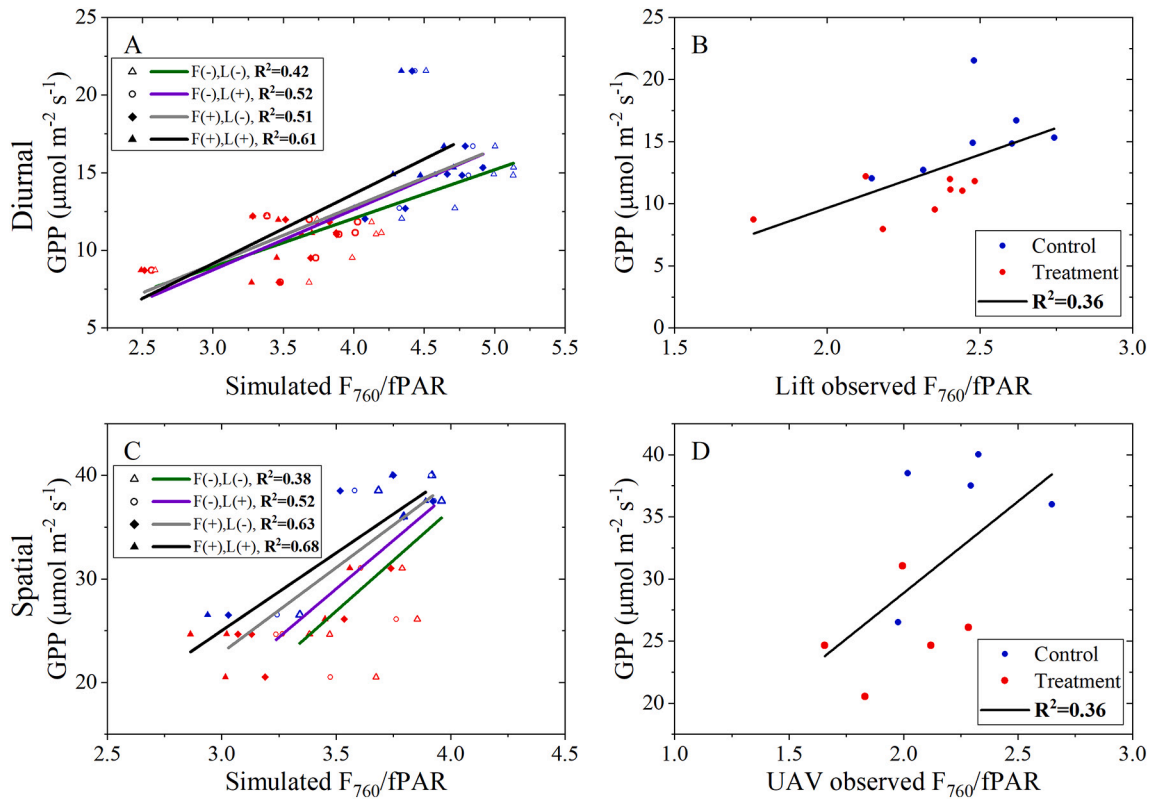 A
F(-),L(-), R²=0.42
F(-),L(+), R²=0.52
F(+),L(-), R²=0.51
F(+),L(+), R²=0.61
25
20
15
10
5
2.5 3.0 3.5 4.0 4.5 5.0 5.5
Diurnal
GPP (µmol m⁻² s⁻¹)
Simulated F₇₆₀/fPAR
B
25
20
15
10
5
0
1.5 2.0 2.5 3.0
GPP (µmol m⁻² s⁻¹)
Control
Treatment
R²=0.36
Lift observed F₇₆₀/fPAR
C
F(-),L(-), R²=0.38
F(-),L(+), R²=0.52
F(+),L(-), R²=0.63
F(+),L(+), R²=0.68
40
30
20
2.5 3.0 3.5 4.0 4.5
Spatial
GPP (µmol m⁻² s⁻¹)
Simulated F₇₆₀/fPAR
D
40
35
30
25
20
1.0 1.5 2.0 2.5 3.0
GPP (µmol m⁻² s⁻¹)
Control
Treatment
R²=0.36
UAV observed F₇₆₀/fPAR